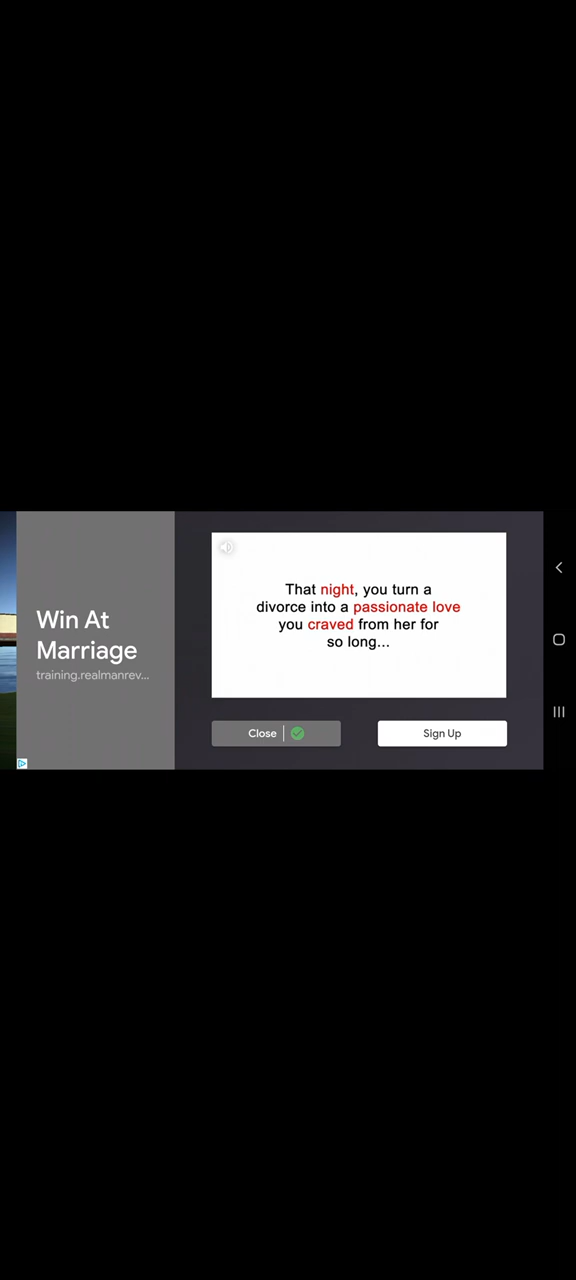 Win At
Marriage
training.realmanrev...
That night, you turn a
divorce into a passionate love
you craved from her for
so long...
Close
Sign Up